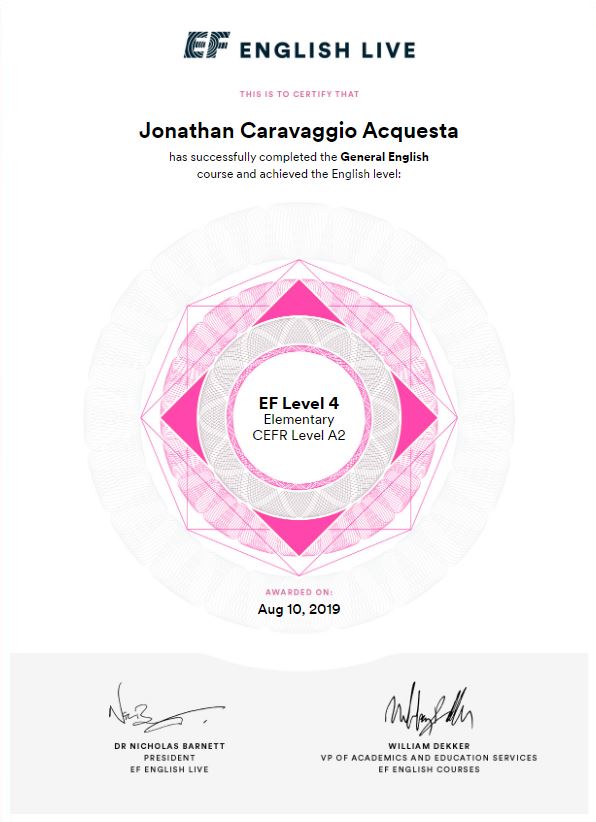 EF ENGLISH LIVE
THIS IS TO CERTIFY THAT
Jonathan Caravaggio Acquesta
has successfully completed the General English
course and achieved the English level:
EF Level 4
Elementary
CEFR Level A2
AWARDED ON:
Aug 10, 2019
DR NICHOLAS BARNETT
PRESIDENT
EF ENGLISH LIVE
WILLIAM DEKKER
VP OF ACADEMICS AND EDUCATION SERVICES
EF ENGLISH COURSES